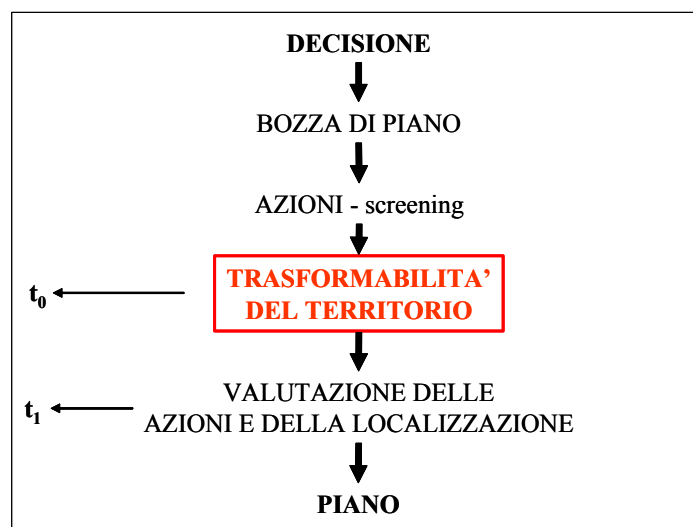 DECISIONE
BOZZA DI PIANO
AZIONI - screening
TRASFORMABILITA’
DEL TERRITORIO
t₀
VALUTAZIONE DELLE
AZIONI E DELLA LOCALIZZAZIONE
t₁
PIANO